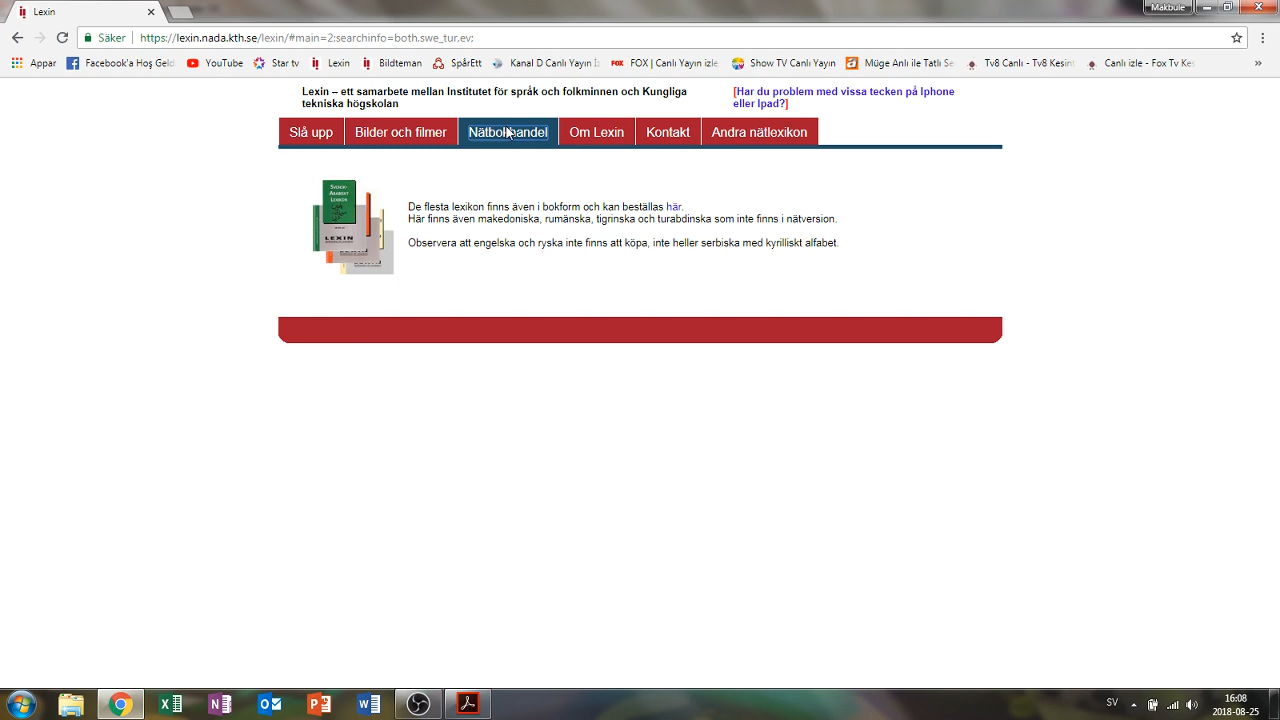 Lexin
Makbule
Säker
https://lexin.nada.kth.se/lexin/#main=2;searchinfo=both.swe_tur.ev;
Appar
Facebook'a Hoş Geld
YouTube
Star tv
Lexin
Bildteman
SpårEtt
Kanal D Canlı Yayın İz
FOX | Canlı Yayın izle
Show TV Canlı Yayın
Müge Anlı ile Tatlı Se
Tv8 Canlı - Tv8 Kesint
Canlı izle - Fox Tv Kes
Lexin – ett samarbete mellan Institutet för språk och folkminnen och Kungliga
tekniska högskolan
[Har du problem med vissa tecken på Iphone
eller Ipad?]
Slå upp
Bilder och filmer
Nätbokhandel
Om Lexin
Kontakt
Andra nätlexikon
SVENSK-
ARABISKT
LEXIKON
LEXIN
De flesta lexikon finns även i bokform och kan beställas här.
Här finns även makedoniska, rumänska, tigrinska och turabdinska som inte finns i nätversion.
Observera att engelska och ryska inte finns att köpa, inte heller serbiska med kyrilliskt alfabet.
SV
16:08
2018-08-25